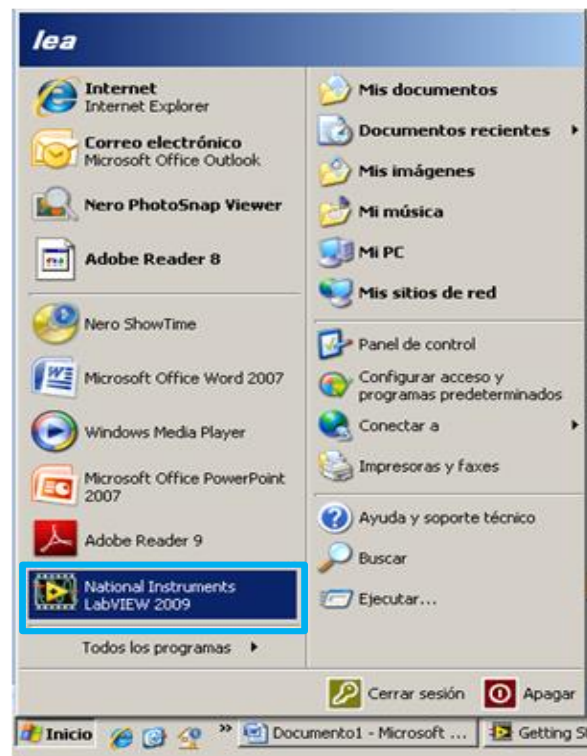 lea
Internet
Internet Explorer
Correo electrónico
Microsoft Office Outlook
Nero PhotoSnap Viewer
Adobe Reader 8
Nero ShowTime
Microsoft Office Word 2007
Windows Media Player
Microsoft Office PowerPoint
2007
Adobe Reader 9
National Instruments
LabVIEW 2009
Todos los programas
Mis documentos
Documentos recientes
Mis imágenes
Mi música
Mi PC
Mis sitios de red
Panel de control
Configurar acceso y
programas predeterminados
Conectar a
Impresoras y faxes
Ayuda y soporte técnico
Buscar
Ejecutar...
Cerrar sesión
Apagar
Inicio
»
Documento1 - Microsoft ...
Getting S